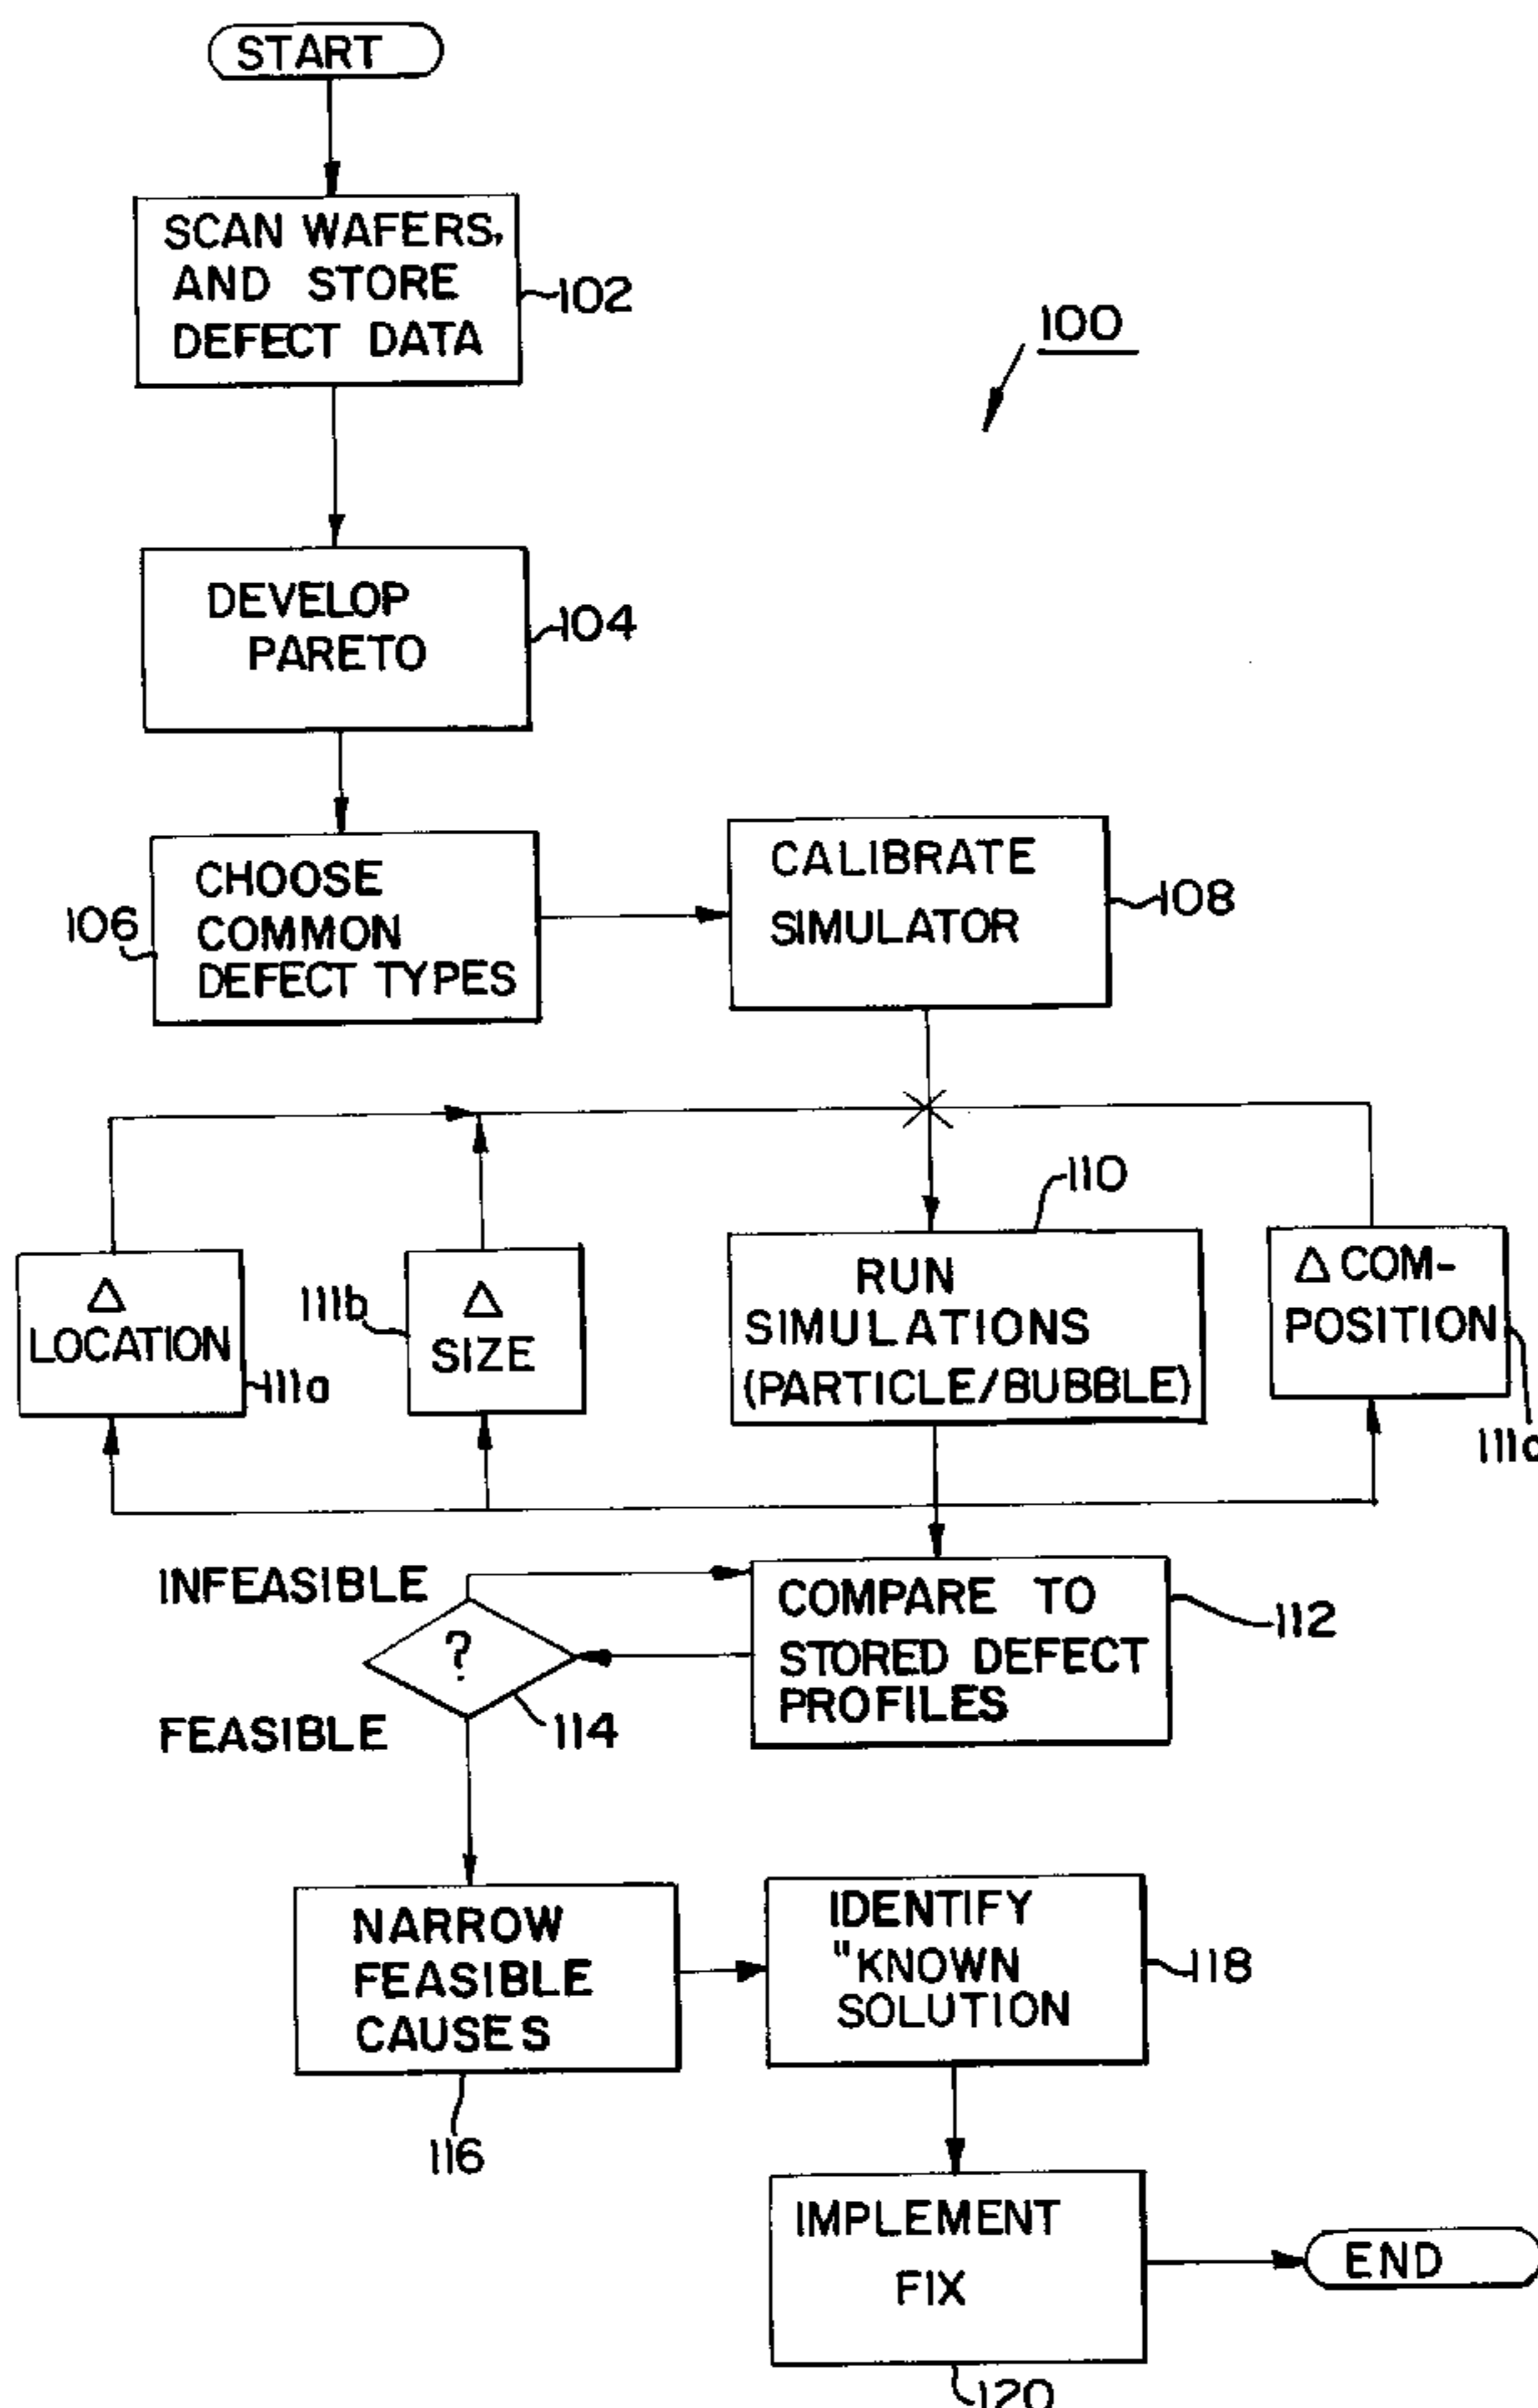 START
SCAN WAFERS,
AND STORE
DEFECT DATA
102
100
DEVELOP
PARETO
104
CHOOSE
COMMON
DEFECT TYPES
106
CALIBRATE
SIMULATOR
108
110
Δ
LOCATION
111a
111b
Δ
SIZE
RUN
SIMULATIONS
(PARTICLE/BUBBLE)
Δ COM-
POSITION
111c
INFEASIBLE
?
FEASIBLE
114
COMPARE TO
STORED DEFECT
PROFILES
112
NARROW
FEASIBLE
CAUSES
116
IDENTIFY
"KNOWN
SOLUTION
118
IMPLEMENT
FIX
120
END